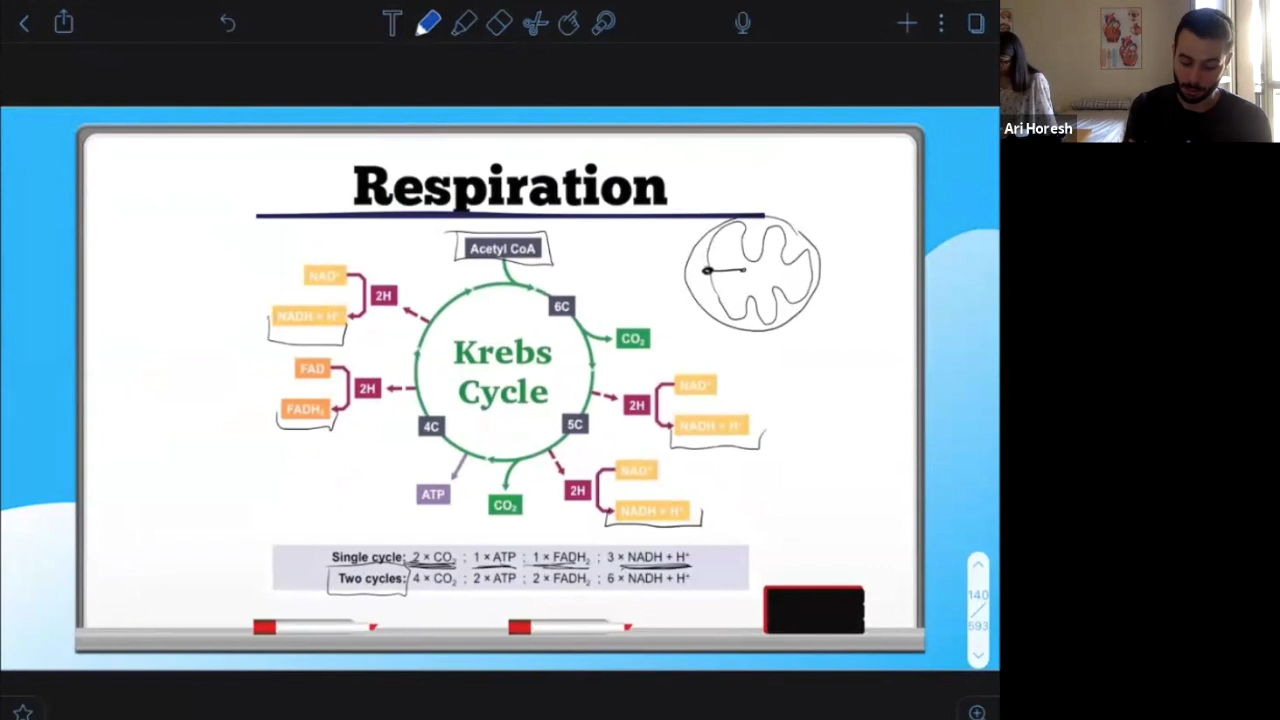 T
Ari Horesh
Respiration
Acetyl CoA
NAD⁺
2H
6C
NADH + H⁺
CO₂
Krebs
Cycle
FAD
2H
NAD⁺
2H
FADH₂
4C
5C
NADH + H⁺
NAD⁺
ATP
CO₂
2H
NADH + H⁺
Single cycle: 2 × CO₂ ; 1 × ATP ; 1 × FADH₂ ; 3 × NADH + H⁺
Two cycles: 4 × CO₂ ; 2 × ATP ; 2 × FADH₂ ; 6 × NADH + H⁺
140
/
593